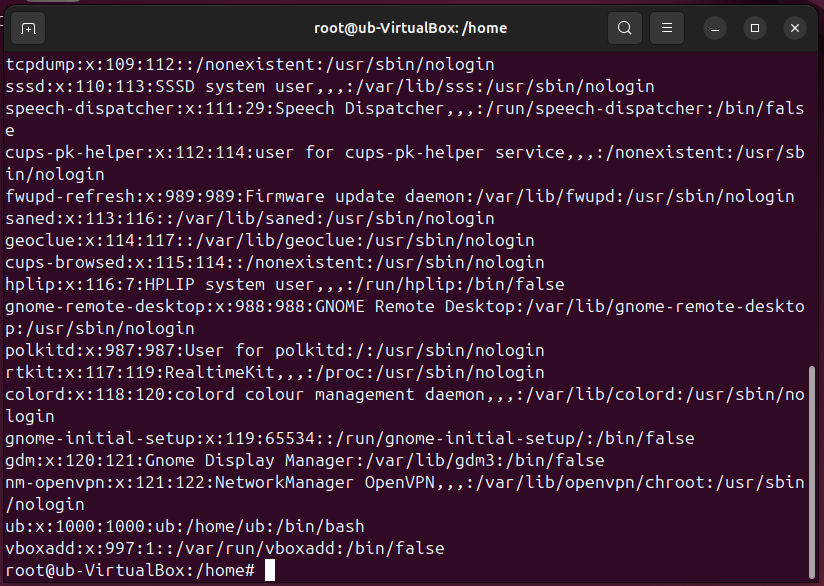 root@ub-VirtualBox: /home
tcpdump:x:109:112::/nonexistent:/usr/sbin/nologin
sssd:x:110:113:SSSD system user,,,:/var/lib/sss:/usr/sbin/nologin
speech-dispatcher:x:111:29:Speech Dispatcher,,,:/run/speech-dispatcher:/bin/fals
e
cups-pk-helper:x:112:114:user for cups-pk-helper service,,,:/nonexistent:/usr/sb
in/nologin
fwupd-refresh:x:989:989:Firmware update daemon:/var/lib/fwupd:/usr/sbin/nologin
saned:x:113:116::/var/lib/saned:/usr/sbin/nologin
geoclue:x:114:117::/var/lib/geoclue:/usr/sbin/nologin
cups-browsed:x:115:114::/nonexistent:/usr/sbin/nologin
hplip:x:116:7:HPLIP system user,,,:/run/hplip:/bin/false
gnome-remote-desktop:x:988:988:GNOME Remote Desktop:/var/lib/gnome-remote-deskto
p:/usr/sbin/nologin
polkitd:x:987:987:User for polkitd:/:/usr/sbin/nologin
rtkit:x:117:119:RealtimeKit,,,:/proc:/usr/sbin/nologin
colord:x:118:120:colord colour management daemon,,,:/var/lib/colord:/usr/sbin/no
login
gnome-initial-setup:x:119:65534::/run/gnome-initial-setup/:/bin/false
gdm:x:120:121:Gnome Display Manager:/var/lib/gdm3:/bin/false
nm-openvpn:x:121:122:NetworkManager OpenVPN,,,:/var/lib/openvpn/chroot:/usr/sbin
/nologin
ub:x:1000:1000:ub:/home/ub:/bin/bash
vboxadd:x:997:1::/var/run/vboxadd:/bin/false
root@ub-VirtualBox:/home#